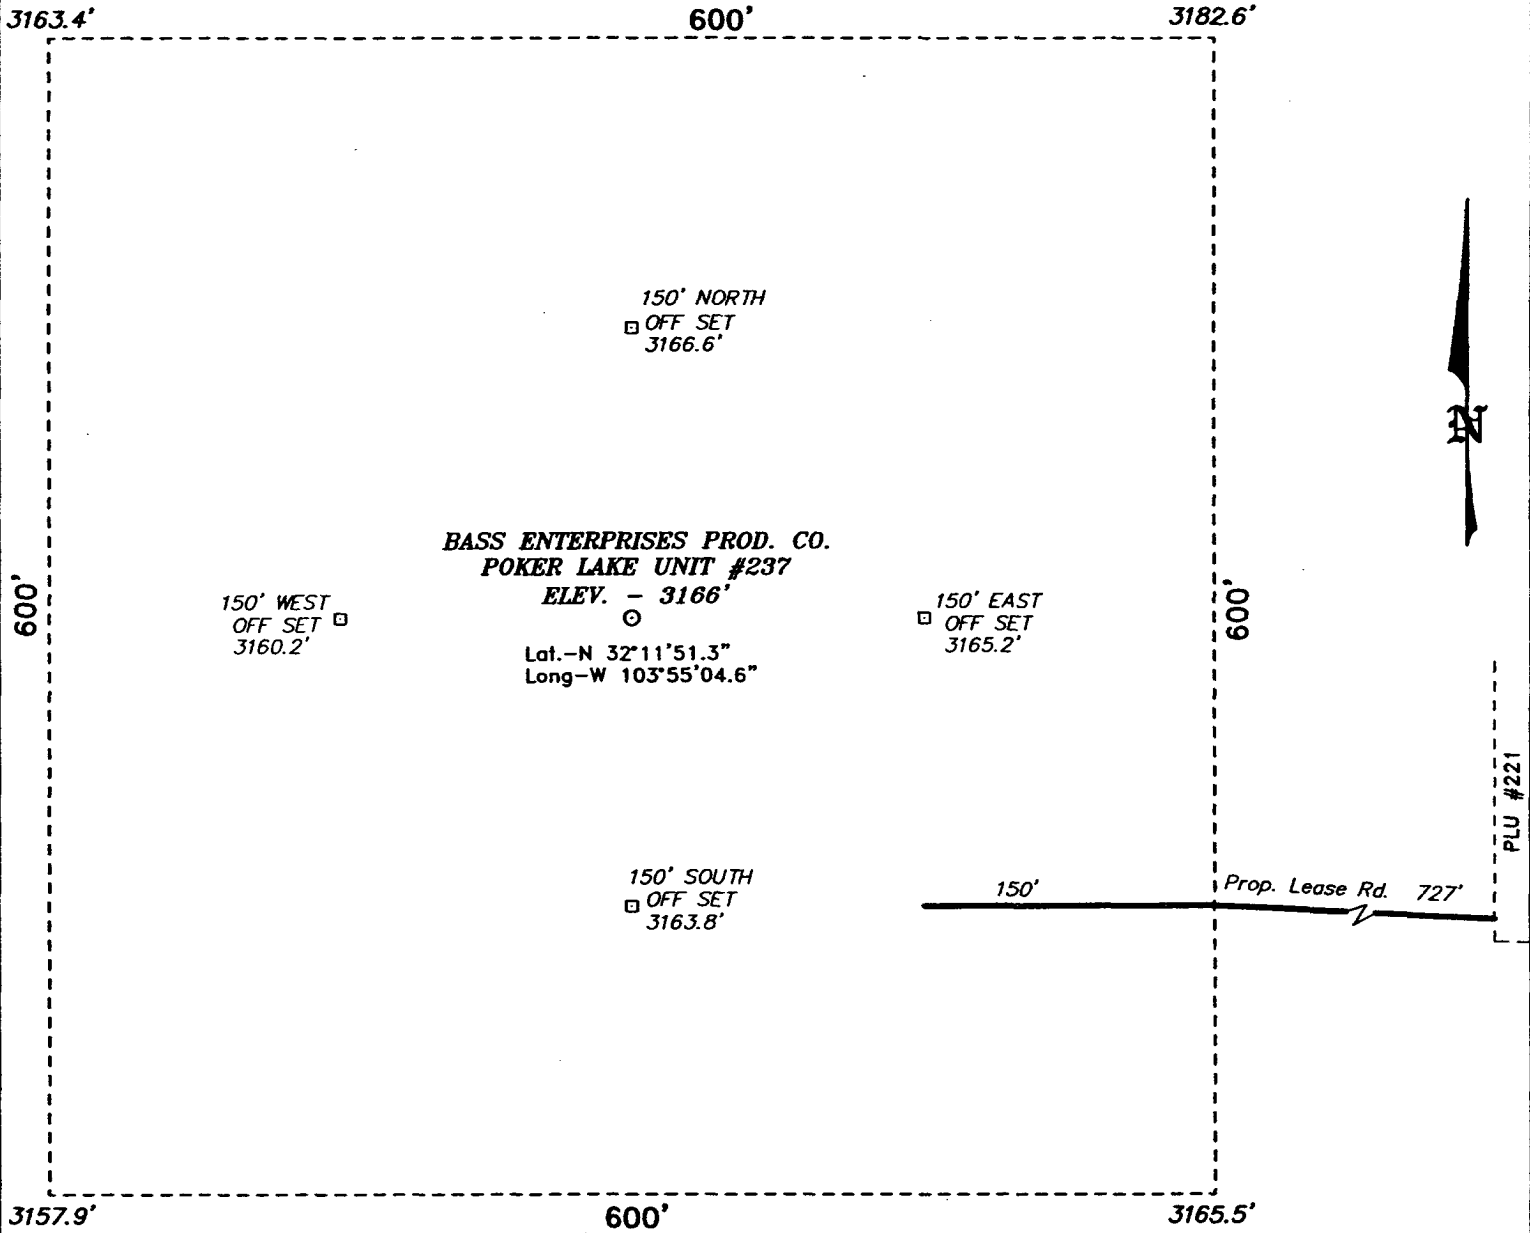 3163.4'
600'
3182.6'
150' NORTH
OFF SET
3166.6'
N
BASS ENTERPRISES PROD. CO.
POKER LAKE UNIT #237
ELEV. - 3166'
600'
150' WEST
OFF SET
3160.2'
150' EAST
OFF SET
3165.2'
600'
Lat.-N 32°11'51.3"
Long-W 103°55'04.6"
PLU #221
150' SOUTH
OFF SET
3163.8'
150'
Prop. Lease Rd. 727'
3157.9'
600'
3165.5'